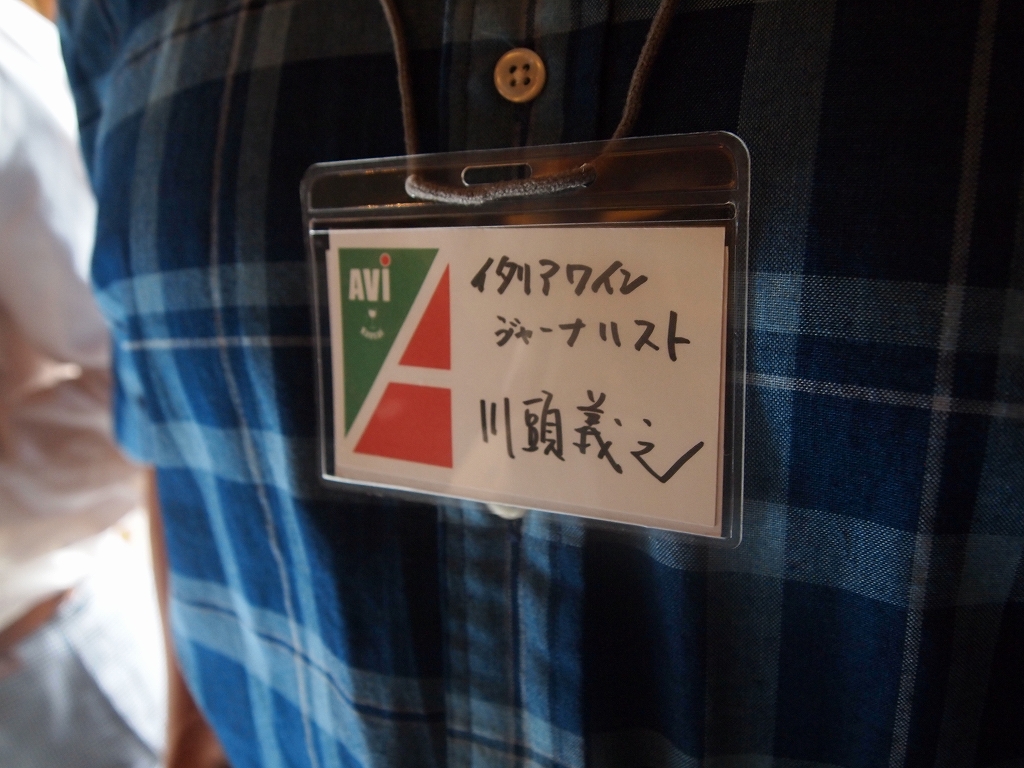 AVi
イタリアワイン
ジャーナリスト
川頭義之